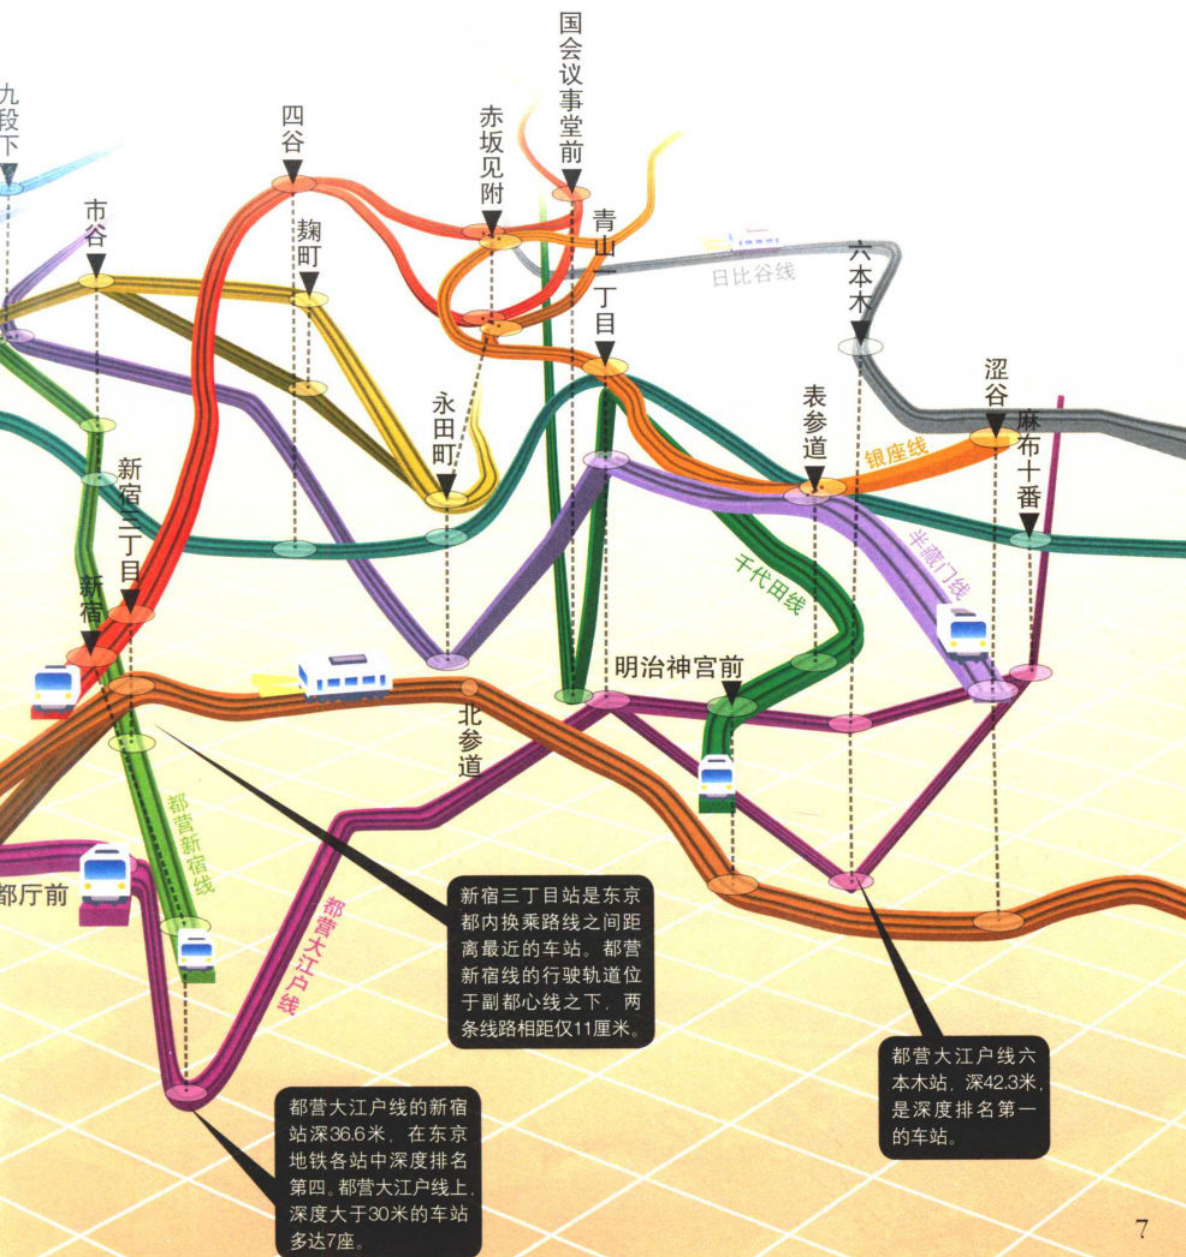 国会议事堂前
九段下
四谷
赤坂见附
市谷
麹町
青山一丁目
六本木
日比谷线
涩谷
表参道
麻布十番
永田町
银座线
新宿三丁目
半藏门线
千代田线
新宿
明治神宫前
北参道
都营新宿线
都厅前
都营大江户线
新宿三丁目站是东京
都内换乘路线之间距
离最近的车站。都营
新宿线的行驶轨道位
于副都心线之下，两
条线路相距仅11厘米。
都营大江户线六
本木站，深42.3米，
是深度排名第一
的车站。
都营大江户线的新宿
站深36.6米，在东京
地铁各站中深度排名
第四。都营大江户线上，
深度大于30米的车站
多达7座。
7